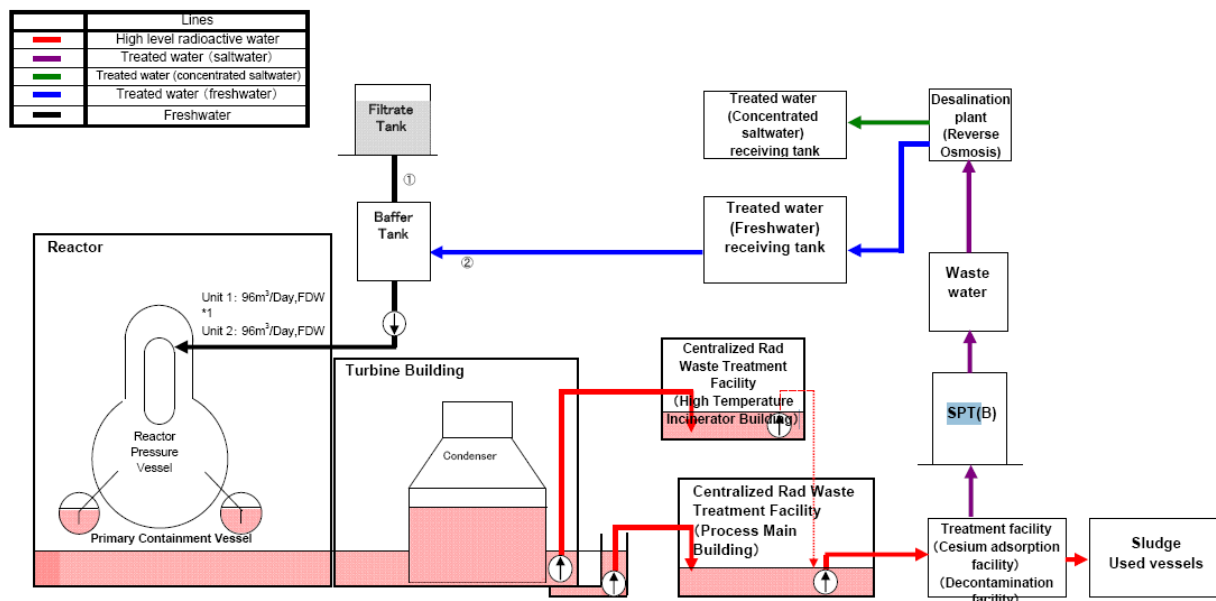 Lines
High level radioactive water
Treated water (saltwater)
Treated water (concentrated saltwater)
Treated water (freshwater)
Freshwater
Filtrate
Tank
①
Baffer
Tank
②
Treated water
(Concentrated
saltwater)
receiving tank
Desalination
plant
(Reverse
Osmosis)
Treated water
(Freshwater)
receiving tank
Waste
water
SPT(B)
Reactor
Unit 1: 96m³/Day,FDW
*1
Unit 2: 96m³/Day,FDW
Reactor
Pressure
Vessel
Primary Containment Vessel
Turbine Building
Condenser
Centralized Rad
Waste Treatment
Facility
(High Temperature
Incinerator Building)
Centralized Rad Waste
Treatment Facility
(Process Main
Building)
Treatment facility
(Cesium adsorption
facility)
(Decontamination
facility)
Sludge
Used vessels